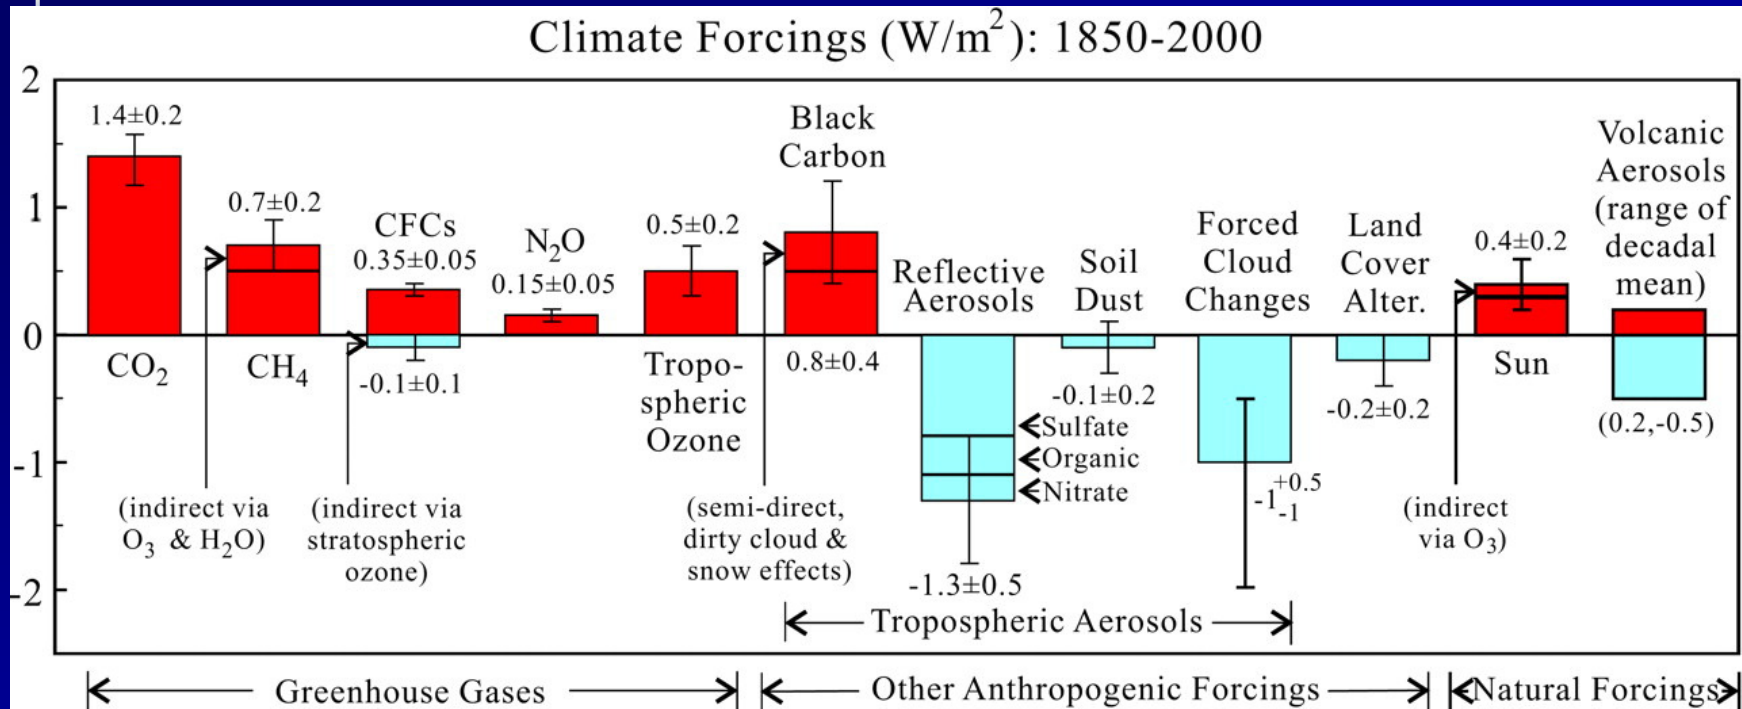 Climate Forcings (W/m²): 1850-2000
2
1
0
-1
-2
1.4±0.2
CO₂
0.7±0.2
CH₄
(indirect via
O₃ & H₂O)
CFCs
0.35±0.05
-0.1±0.1
(indirect via
stratospheric
ozone)
N₂O
0.15±0.05
0.5±0.2
Tropo-
spheric
Ozone
Black
Carbon
0.8±0.4
(semi-direct,
dirty cloud &
snow effects)
Reflective
Aerosols
Sulfate
Organic
Nitrate
-1.3±0.5
Soil
Dust
-0.1±0.2
Forced
Cloud
Changes
-1 +0.5 -1
Land
Cover
Alter.
-0.2±0.2
0.4±0.2
Sun
(indirect
via O₃)
Volcanic
Aerosols
(range of
decadal
mean)
(0.2,-0.5)
Tropospheric Aerosols
Greenhouse Gases
Other Anthropogenic Forcings
Natural Forcings